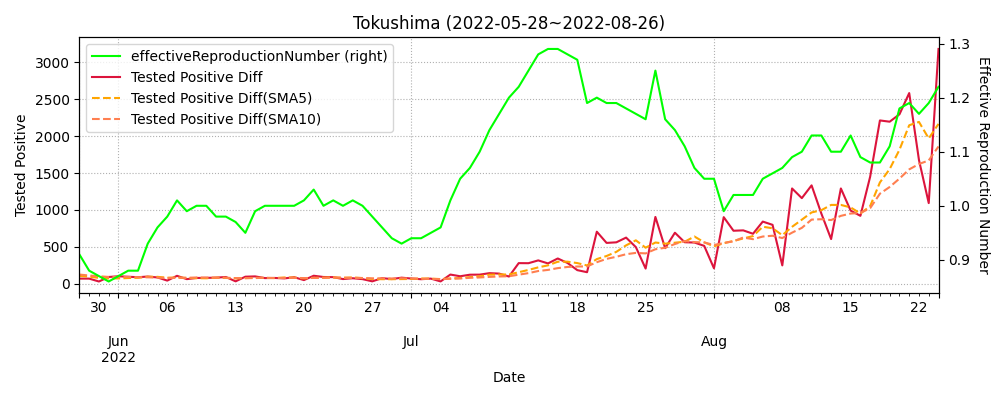 Tokushima (2022-05-28~2022-08-26)
effectiveReproductionNumber (right)
Tested Positive Diff
Tested Positive Diff(SMA5)
Tested Positive Diff(SMA10)
Tested Positive
3000
2500
2000
1500
1000
500
0
1.3
1.2
1.1
1.0
0.9
Effective Reproduction Number
30 06 13 20 27 04 11 18 25 08 15 22
Jun Jul Aug
2022
Date